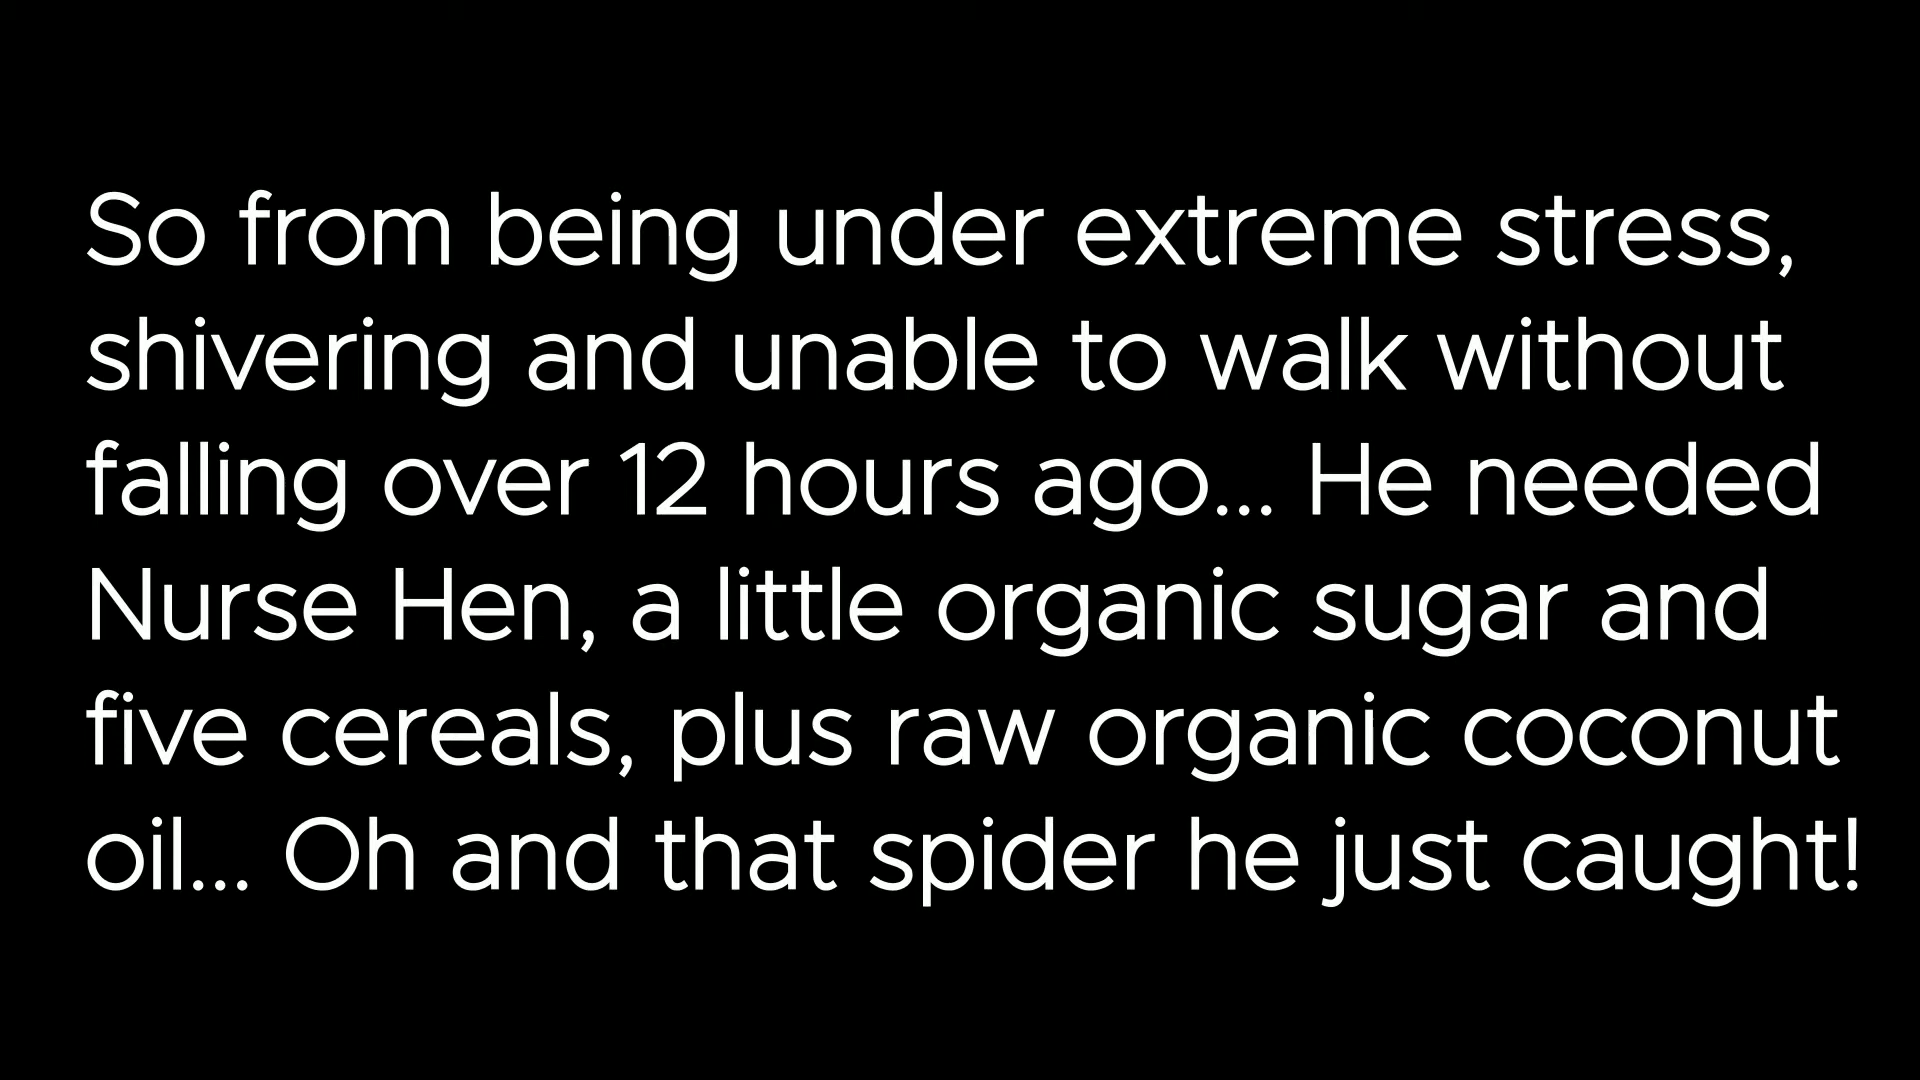 So from being under extreme stress,
shivering and unable to walk without
falling over 12 hours ago... He needed
Nurse Hen, a little organic sugar and
five cereals, plus raw organic coconut
oil... Oh and that spider he just caught!